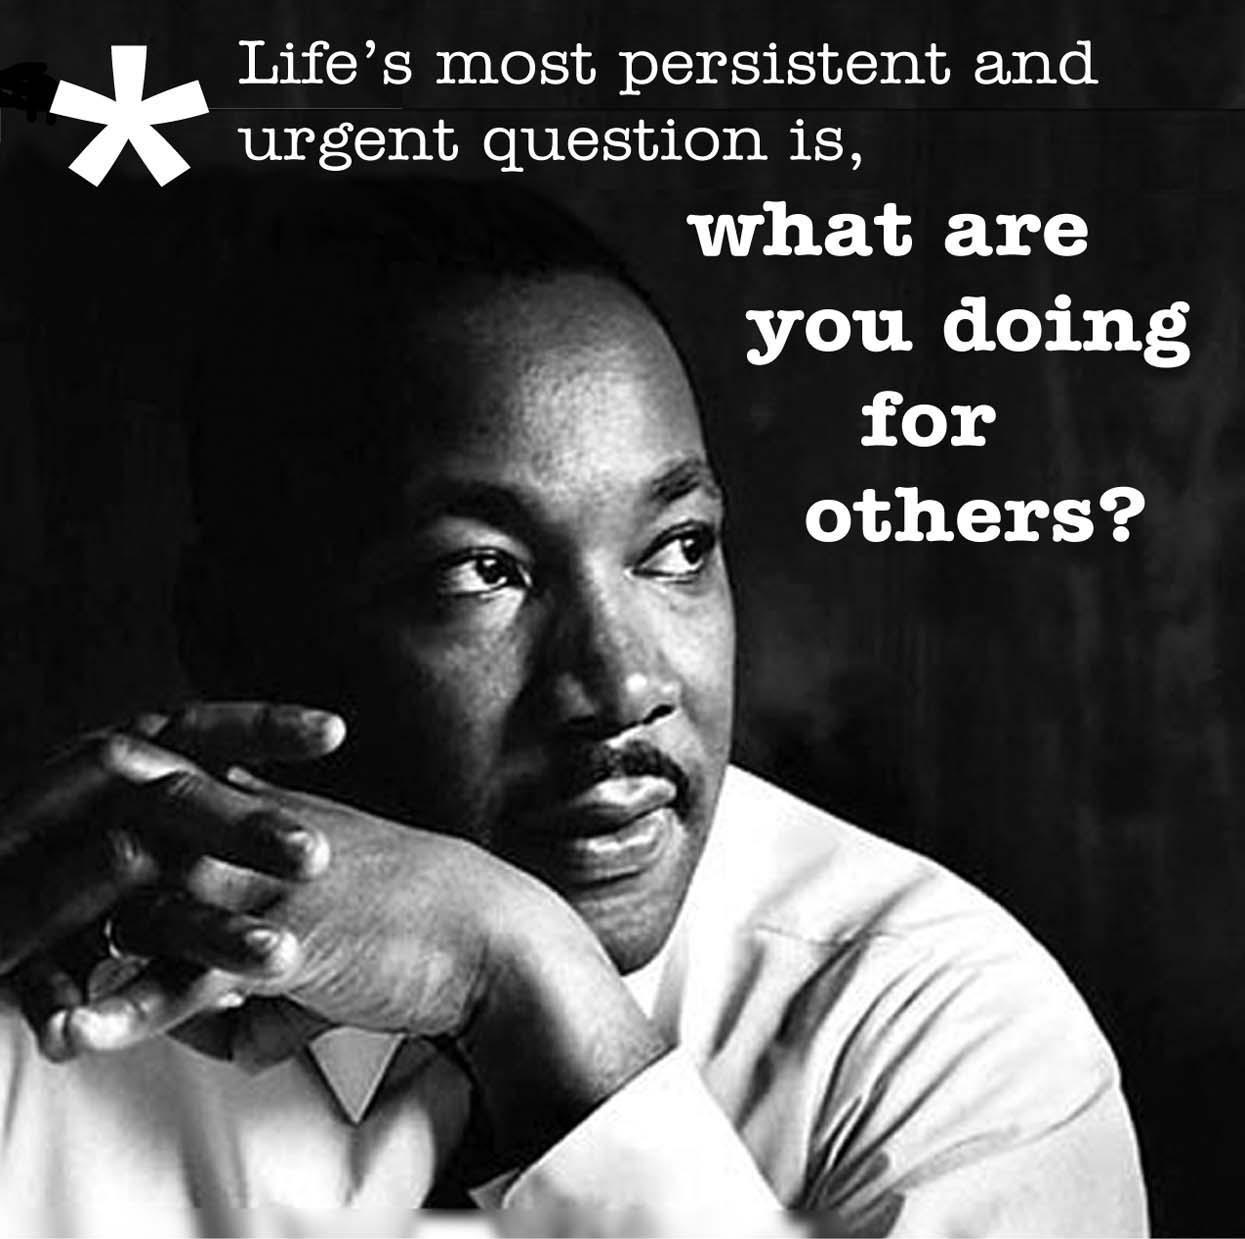 Life’s most persistent and
urgent question is,
what are
you doing
for
others?